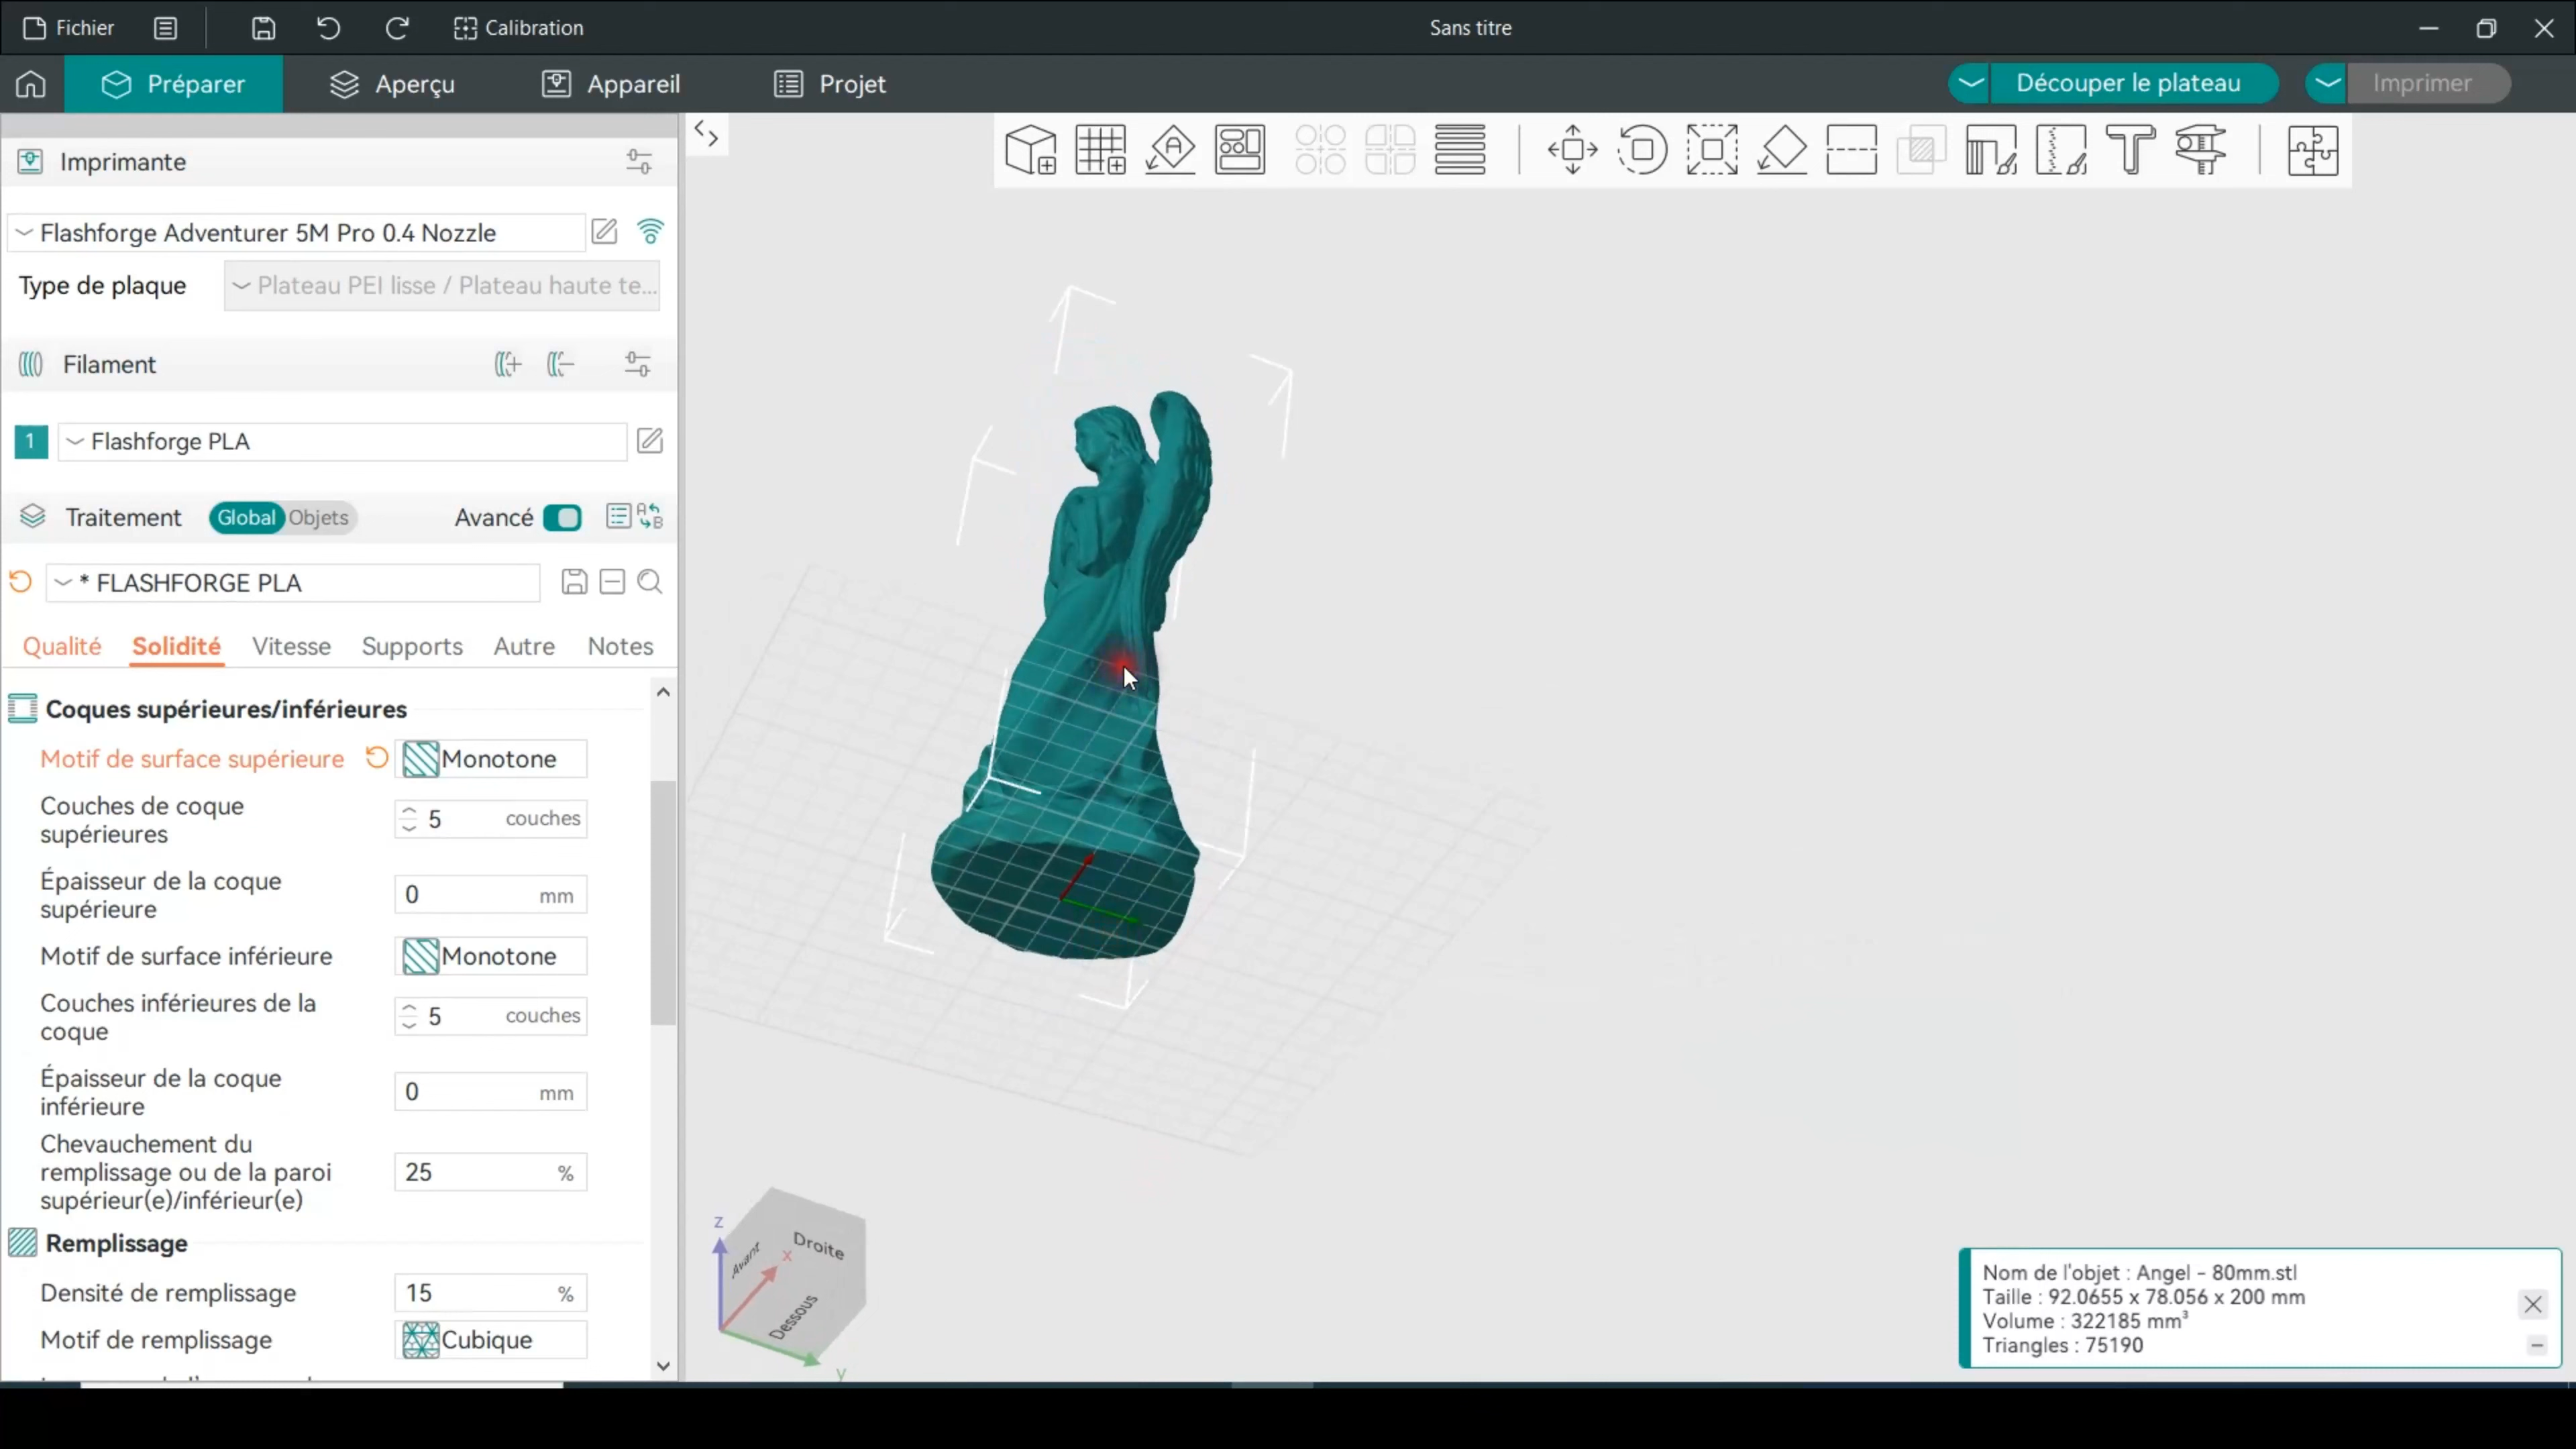 Fichier
Calibration
Sans titre
Préparer
Aperçu
Appareil
Projet
Découper le plateau
Imprimer
Imprimante
Flashforge Adventurer 5M Pro 0.4 Nozzle
Type de plaque
Plateau PEI lisse / Plateau haute te...
Filament
1
Flashforge PLA
Traitement
Global
Objets
Avancé
* FLASHFORGE PLA
Qualité
Solidité
Vitesse
Supports
Autre
Notes
Coques supérieures/inférieures
Motif de surface supérieure
Monotone
Couches de coque
supérieures
5 couches
Épaisseur de la coque
supérieure
0 mm
Motif de surface inférieure
Monotone
Couches inférieures de la
coque
5 couches
Épaisseur de la coque
inférieure
0 mm
Chevauchement du
remplissage ou de la paroi
supérieur(e)/inférieur(e)
25 %
Remplissage
Densité de remplissage
15 %
Motif de remplissage
Cubique
z
Avant
x
Droite
Dessous
y
Nom de l'objet : Angel - 80mm.stl
Taille : 92.0655 x 78.056 x 200 mm
Volume : 322185 mm³
Triangles : 75190